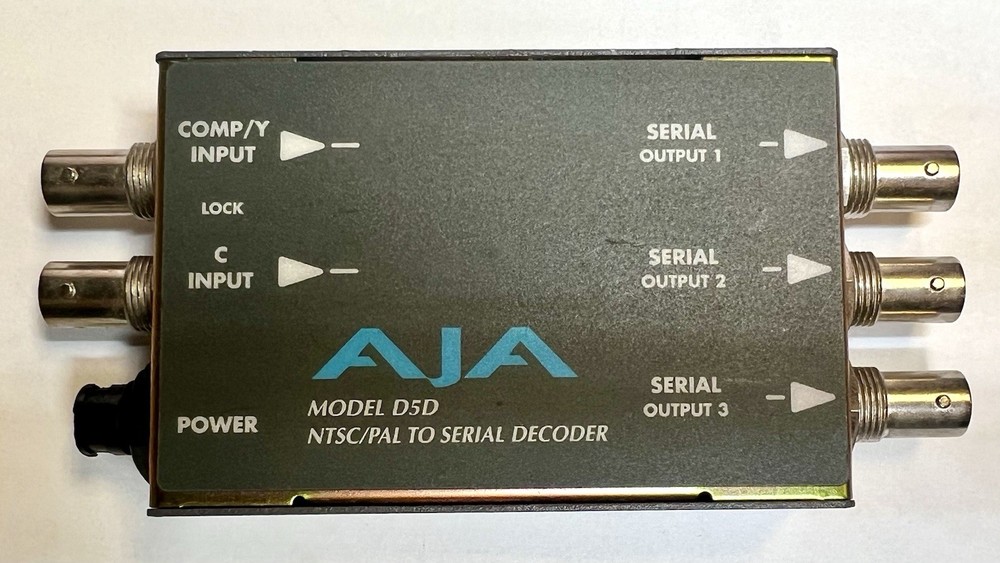 COMP/Y
INPUT
LOCK
C
INPUT
POWER
SERIAL
OUTPUT 1
SERIAL
OUTPUT 2
SERIAL
OUTPUT 3
AJA
MODEL D5D
NTSC/PAL TO SERIAL DECODER